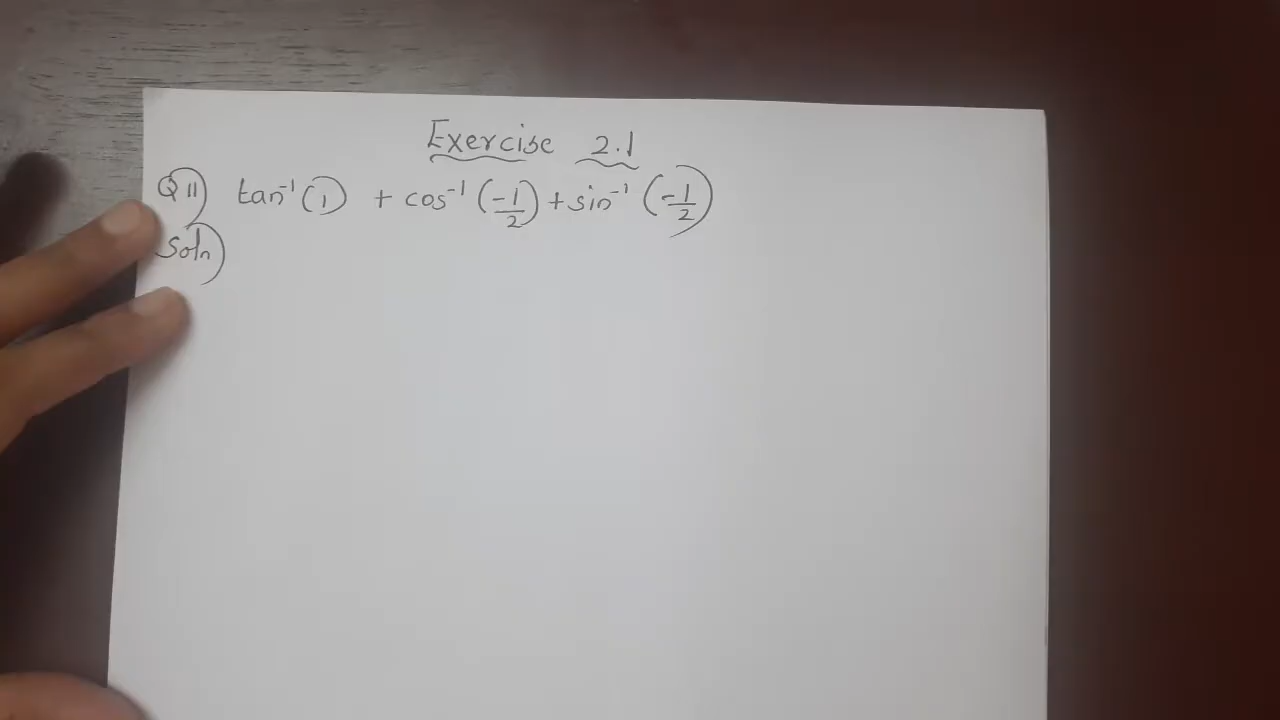 Exercise 2.1
Q11) tan⁻¹(1) + cos⁻¹(-1/2) + sin⁻¹(-1/2)
Soln)